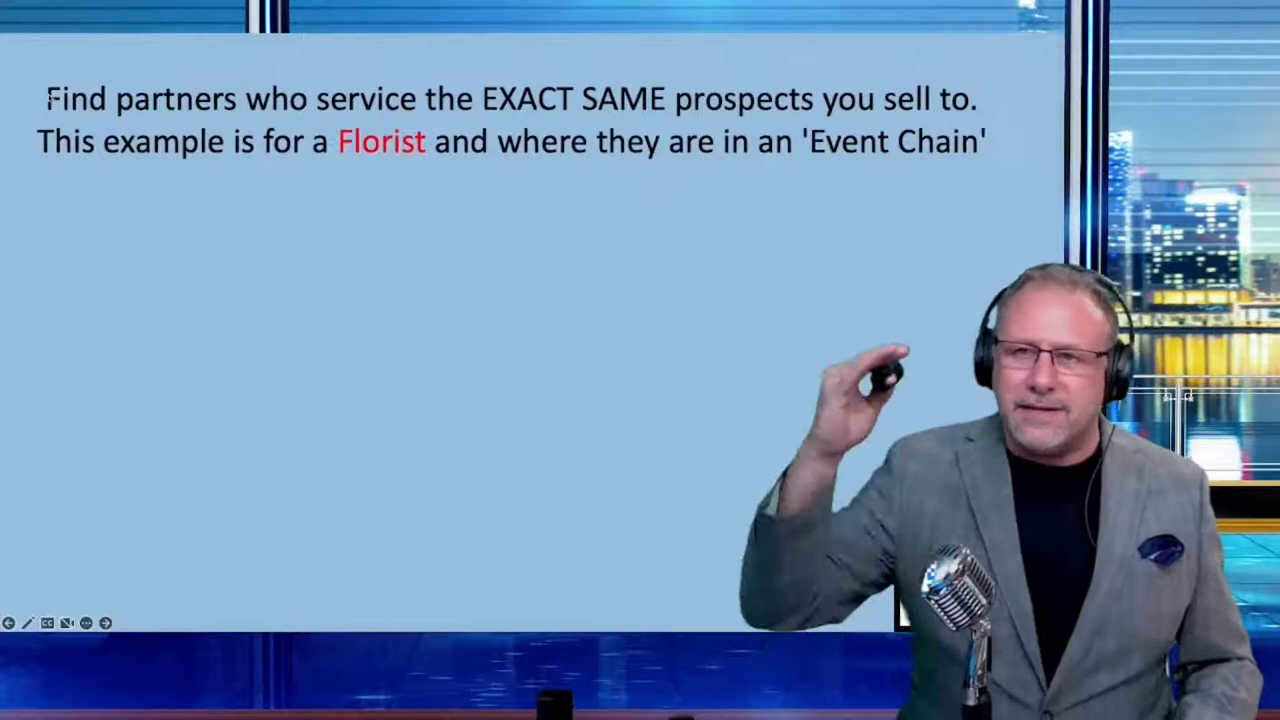 Find partners who service the EXACT SAME prospects you sell to.
This example is for a Florist and where they are in an 'Event Chain'